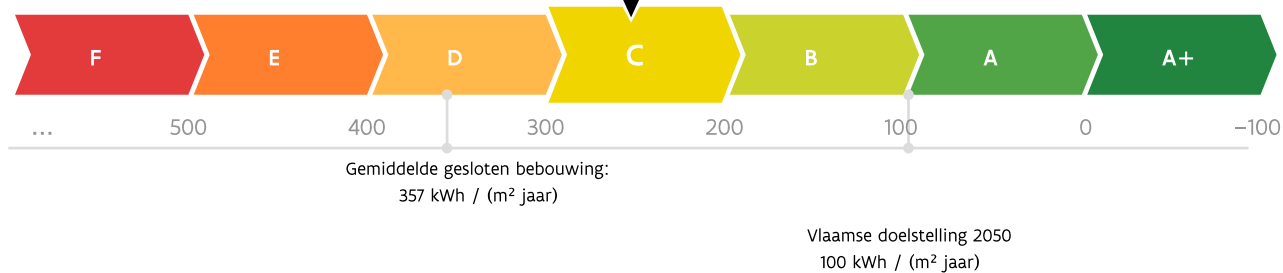 F E D C B A A+
... 500 400 300 200 100 0 −100
Gemiddelde gesloten bebouwing:
357 kWh / (m² jaar)
Vlaamse doelstelling 2050
100 kWh / (m² jaar)